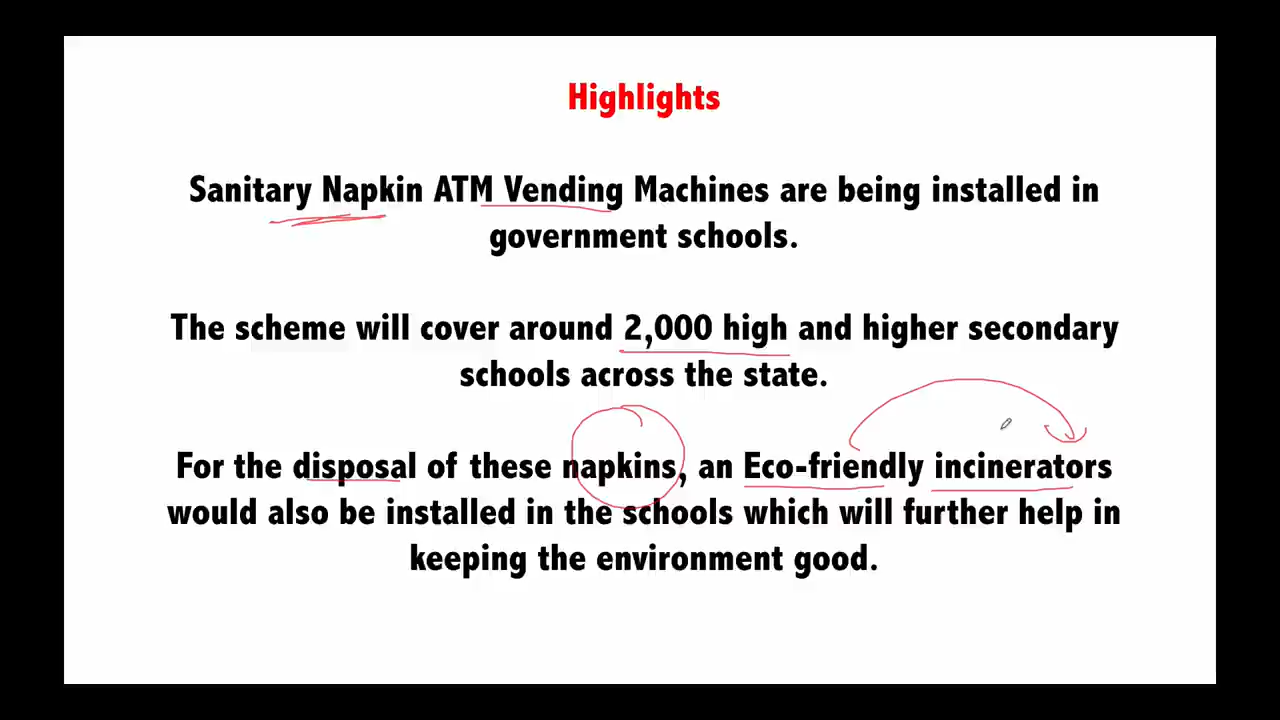 Highlights
Sanitary Napkin ATM Vending Machines are being installed in
government schools.
The scheme will cover around 2,000 high and higher secondary
schools across the state.
For the disposal of these napkins, an Eco-friendly incinerators
would also be installed in the schools which will further help in
keeping the environment good.